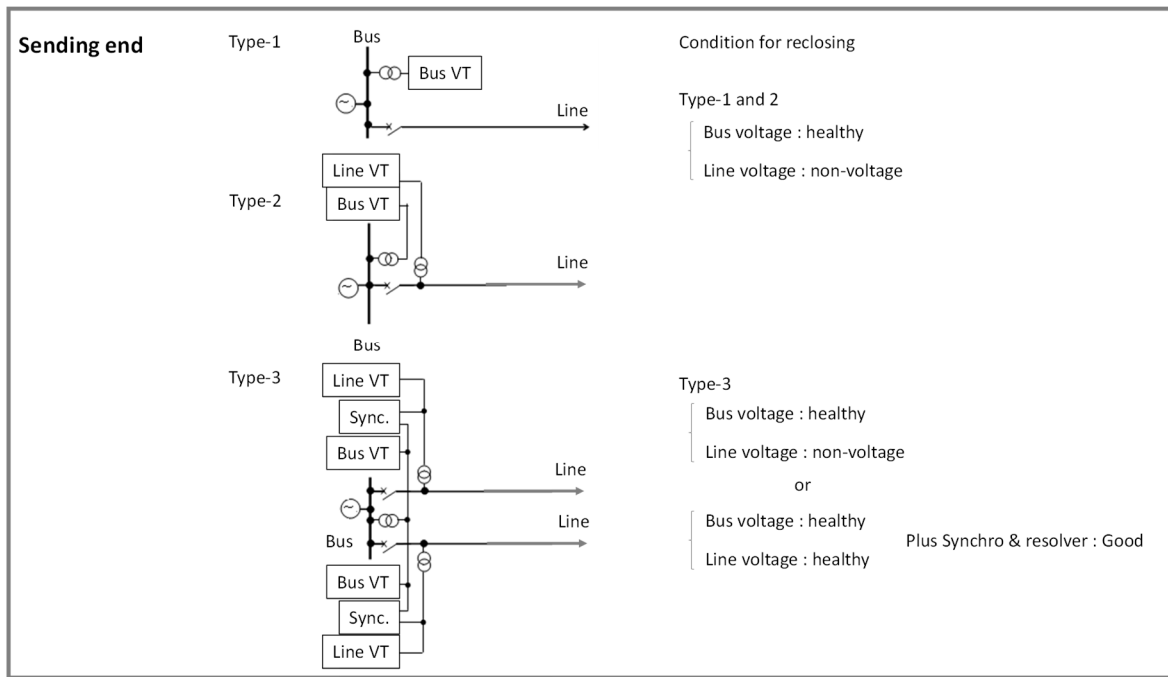 Sending end
Type-1
Bus
Bus VT
Line
Condition for reclosing
Type-1 and 2
Bus voltage : healthy
Line voltage : non-voltage
Type-2
Line VT
Bus VT
Line
Bus
Type-3
Line VT
Sync.
Bus VT
Line
Line
Bus
Bus VT
Sync.
Line VT
Type-3
Bus voltage : healthy
Line voltage : non-voltage
or
Bus voltage : healthy
Line voltage : healthy
Plus Synchro & resolver : Good